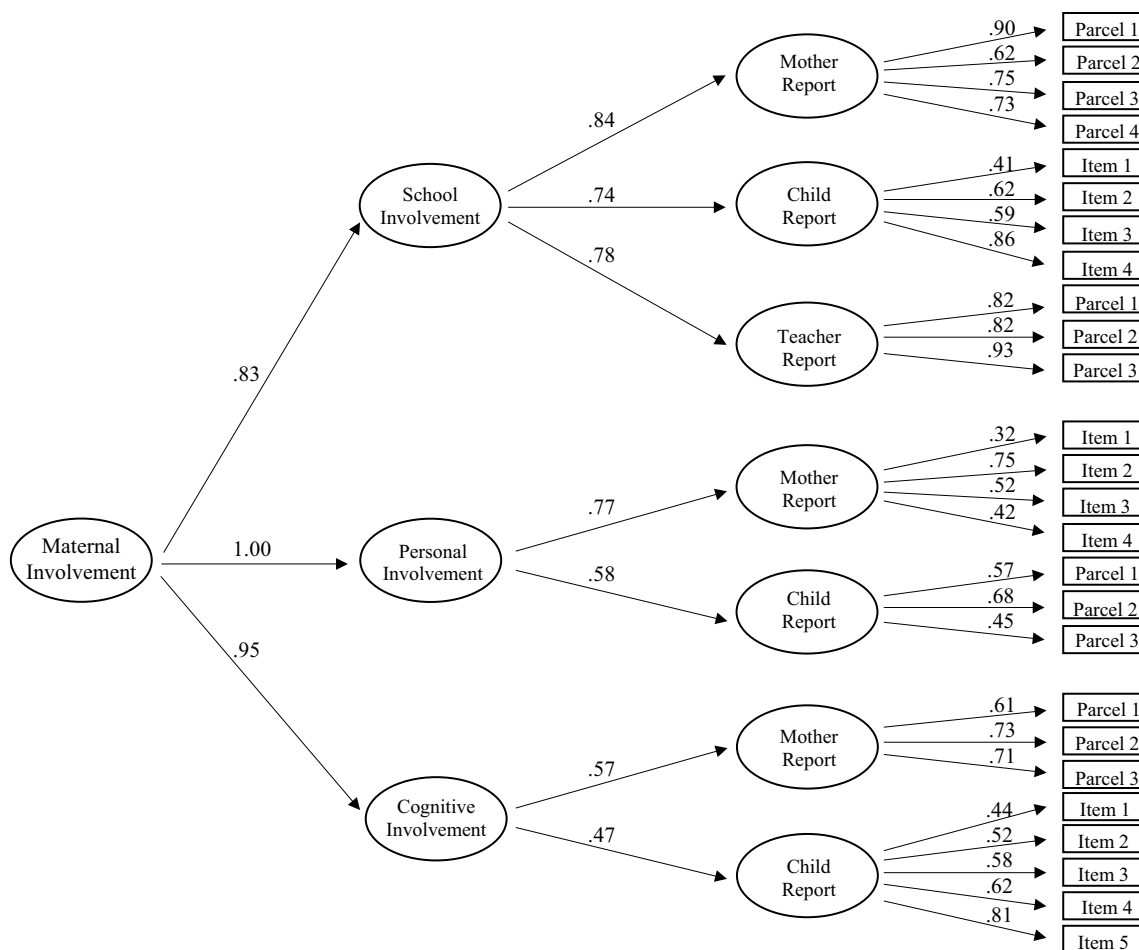 Maternal
Involvement
.83
1.00
.95
School
Involvement
.84
.74
.78
Mother
Report
.90
.62
.75
.73
Parcel 1
Parcel 2
Parcel 3
Parcel 4
Child
Report
.41
.62
.59
.86
Item 1
Item 2
Item 3
Item 4
Teacher
Report
.82
.82
.93
Parcel 1
Parcel 2
Parcel 3
Personal
Involvement
.77
.58
Mother
Report
.32
.75
.52
.42
Item 1
Item 2
Item 3
Item 4
Child
Report
.57
.68
.45
Parcel 1
Parcel 2
Parcel 3
Cognitive
Involvement
.57
.47
Mother
Report
.61
.73
.71
Parcel 1
Parcel 2
Parcel 3
Child
Report
.44
.52
.58
.62
.81
Item 1
Item 2
Item 3
Item 4
Item 5